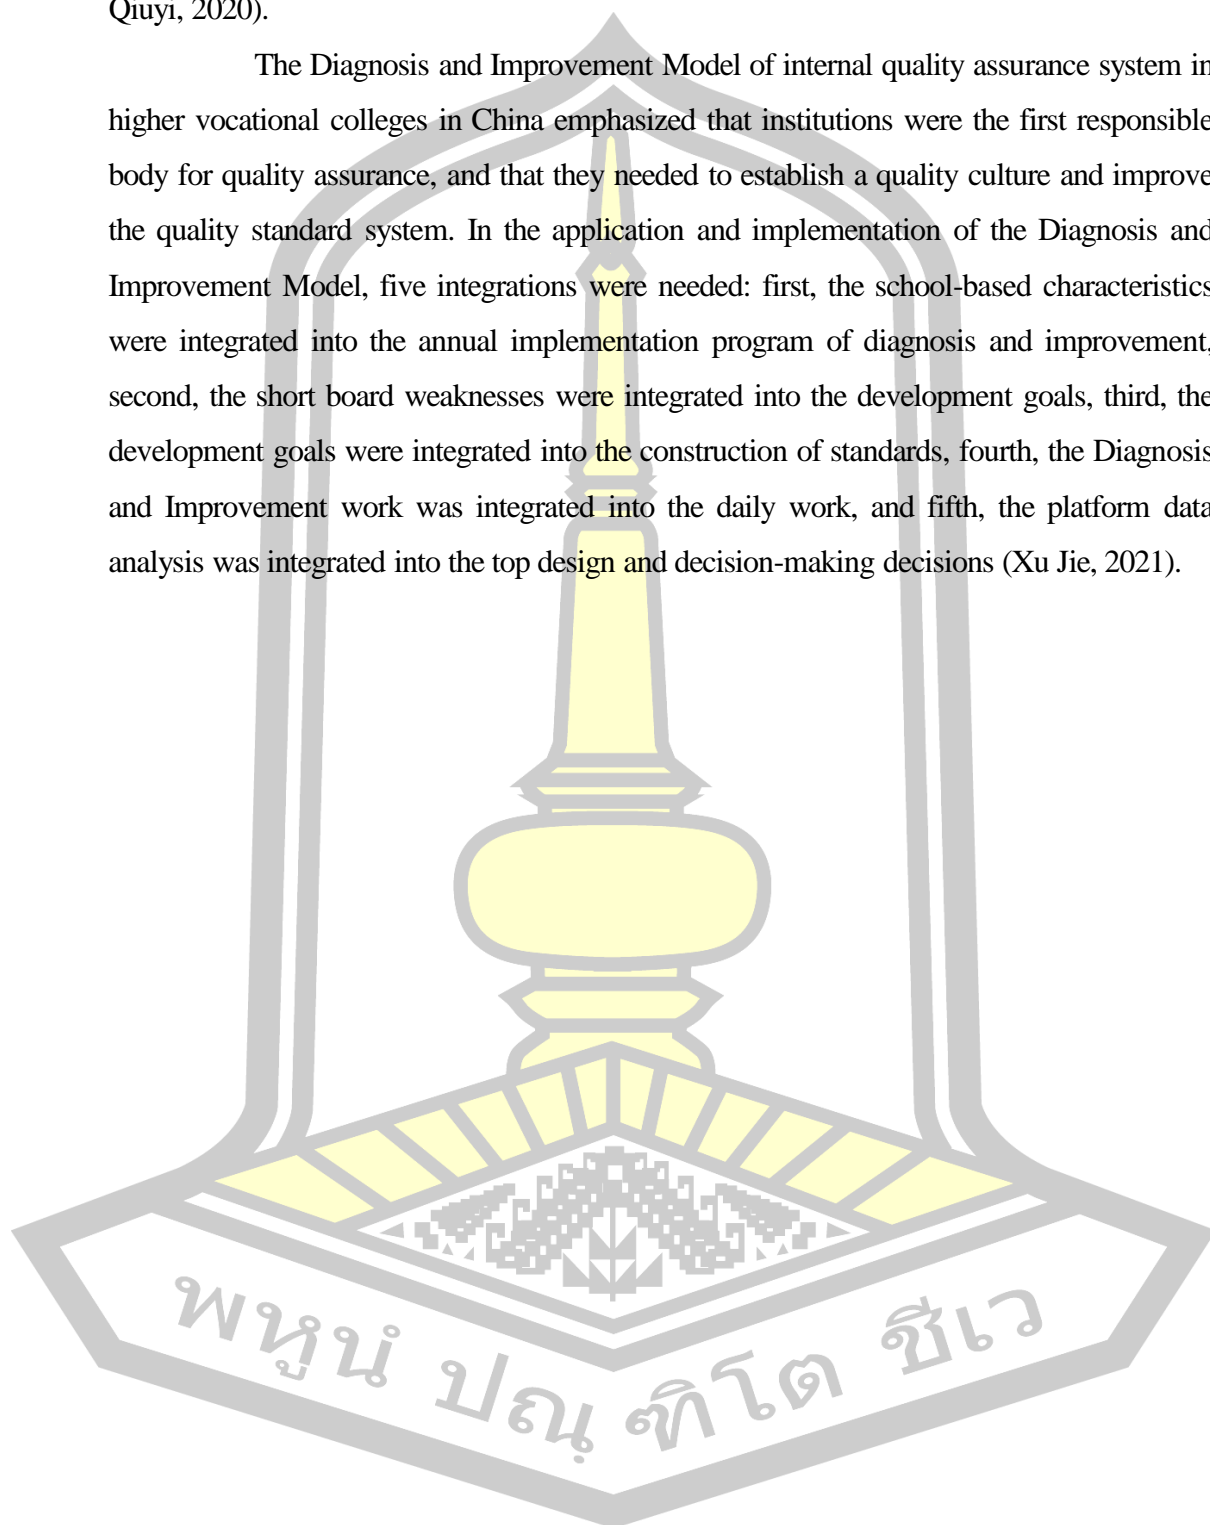 Qiuyi, 2020).
The Diagnosis and Improvement Model of internal quality assurance system in
higher vocational colleges in China emphasized that institutions were the first responsible
body for quality assurance, and that they needed to establish a quality culture and improve
the quality standard system. In the application and implementation of the Diagnosis and
Improvement Model, five integrations were needed: first, the school-based characteristics
were integrated into the annual implementation program of diagnosis and improvement,
second, the short board weaknesses were integrated into the development goals, third, the
development goals were integrated into the construction of standards, fourth, the Diagnosis
and Improvement work was integrated into the daily work, and fifth, the platform data
analysis was integrated into the top design and decision-making decisions (Xu Jie, 2021).
พหูนํ ปณฺ ฑิโต ชีเว